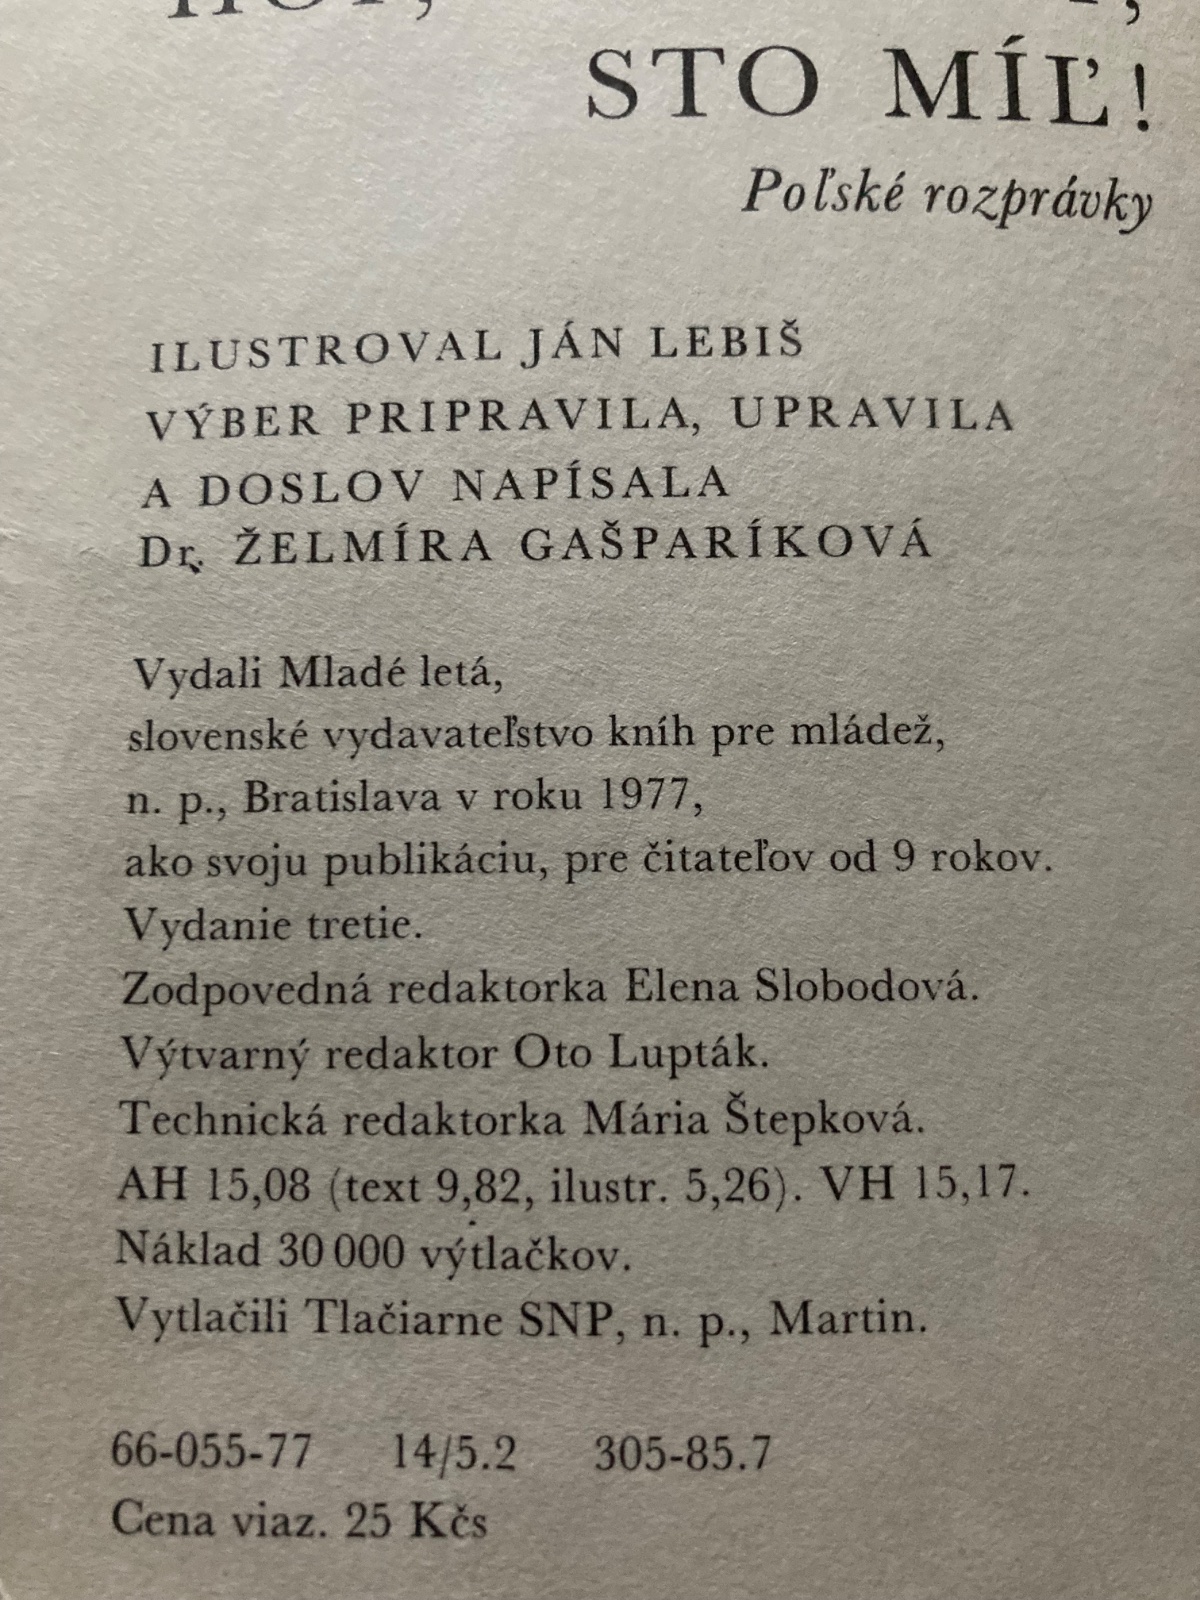 STO MÍĽ!
Poľské rozprávky
ILUSTROVAL JÁN LEBIŠ
VÝBER PRIPRAVILA, UPRAVILA
A DOSLOV NAPÍSALA
Dr. ŽELMÍRA GAŠPARÍKOVÁ
Vydali Mladé letá,
slovenské vydavateľstvo kníh pre mládež,
n. p., Bratislava v roku 1977,
ako svoju publikáciu, pre čitateľov od 9 rokov.
Vydanie tretie.
Zodpovedná redaktorka Elena Slobodová.
Výtvarný redaktor Oto Lupták.
Technická redaktorka Mária Štepková.
AH 15,08 (text 9,82, ilustr. 5,26). VH 15,17.
Náklad 30 000 výtlačkov.
Vytlačili Tlačiarne SNP, n. p., Martin.
66-055-77 14/5.2 305-85.7
Cena viaz. 25 Kčs